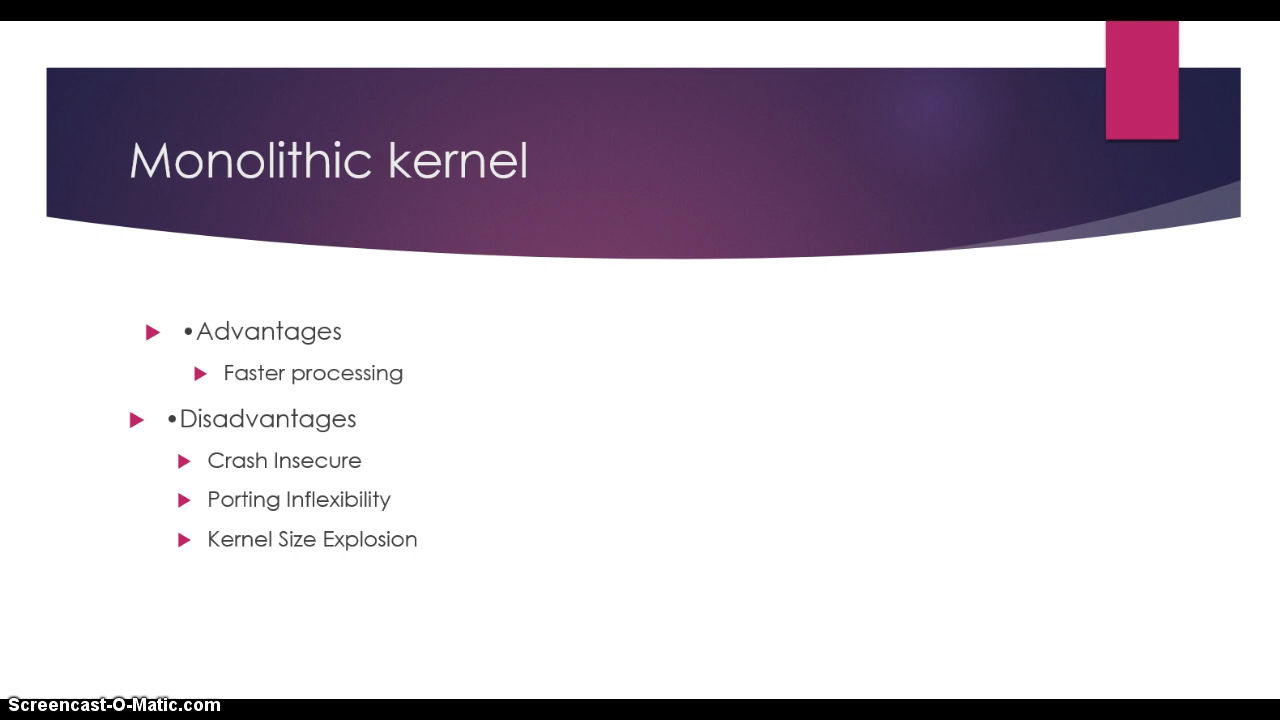 Monolithic kernel
•Advantages
Faster processing
•Disadvantages
Crash Insecure
Porting Inflexibility
Kernel Size Explosion
Screencast-O-Matic.com